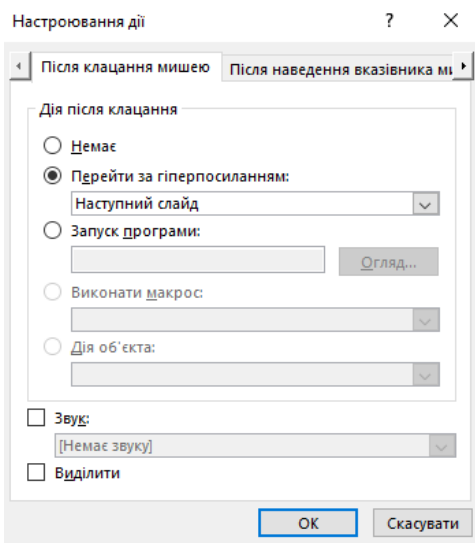 Настроювання дії ?
Після клацання мишею Після наведення вказівника ми
Дія після клацання
Немає
Перейти за гіперпосиланням:
Наступний слайд
Запуск програми:
Огляд...
Виконати макрос:
Дія об'єкта:
Звук:
[Немає звуку]
Виділити
ОК Скасувати